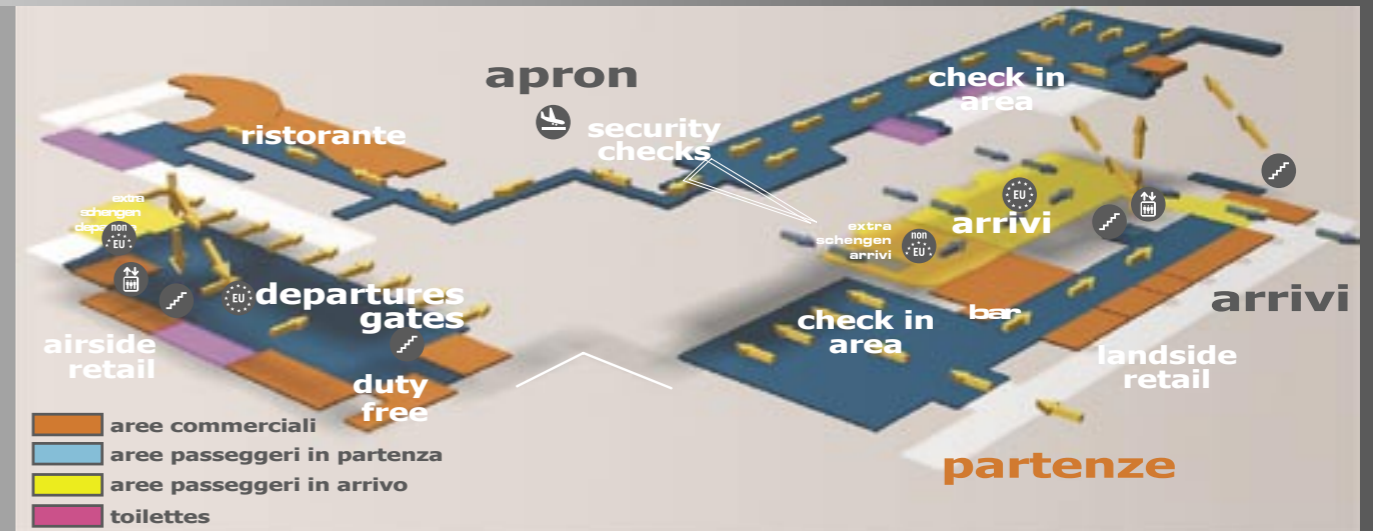 apron
check in
area
ristorante
security
checks
extra
schengen
non
EU
EU
departures
gates
airside
retail
duty
free
EU
arrivi
extra
schengen
arrivi
non
EU
arrivi
bar
check in
area
landside
retail
partenze
aree commerciali
aree passeggeri in partenza
aree passeggeri in arrivo
toilettes